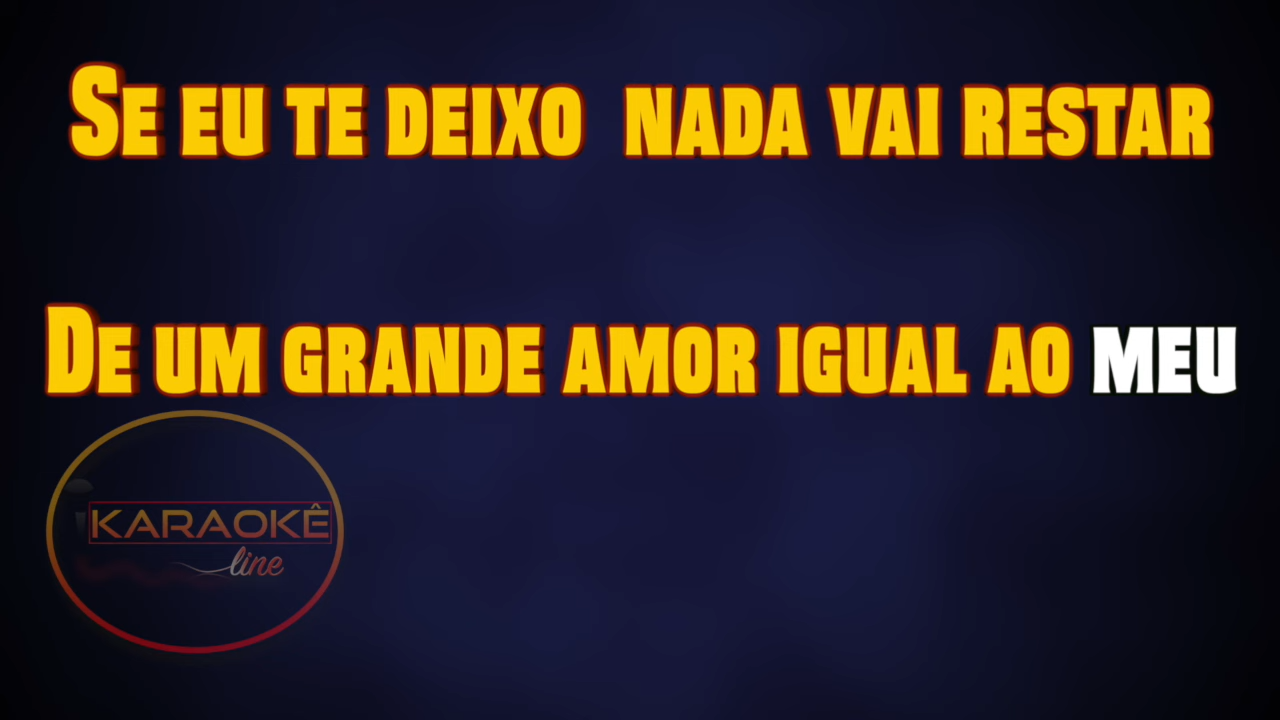 Se eu te deixo nada vai restar
De um grande amor igual ao meu
KARAOKÊ
line